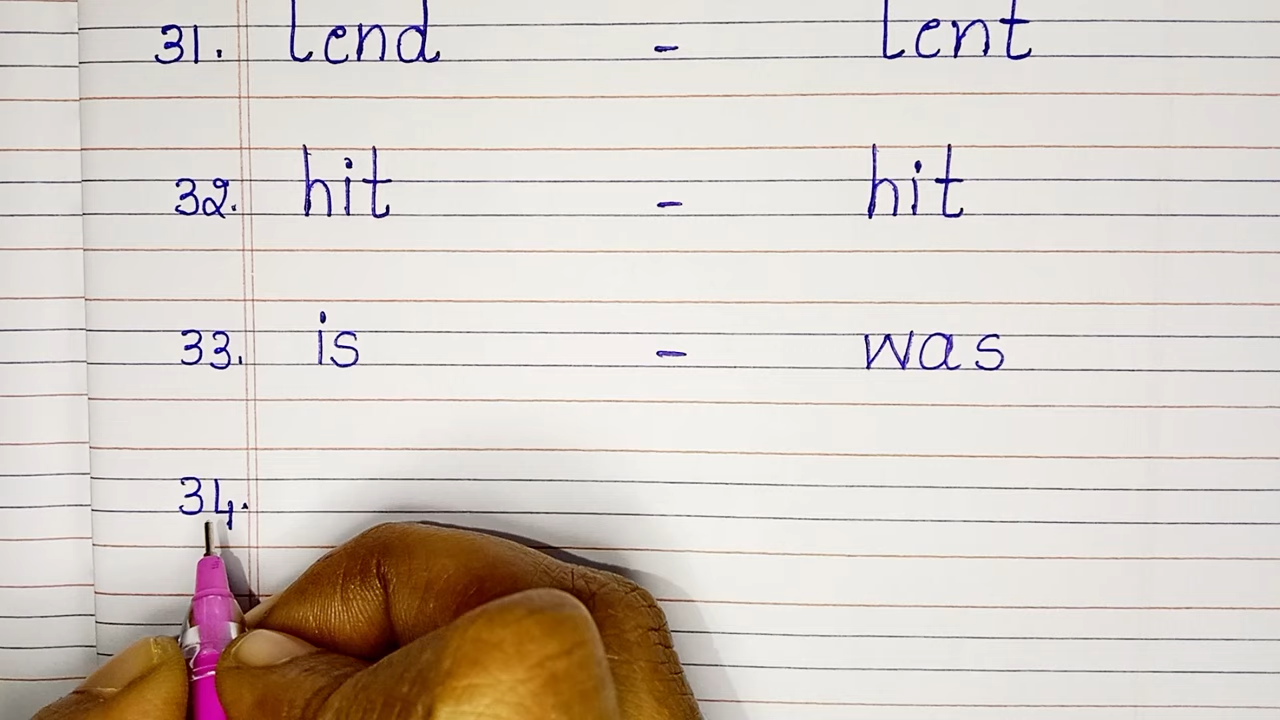 31. lend - lent
32. hit - hit
33. is - was
34.